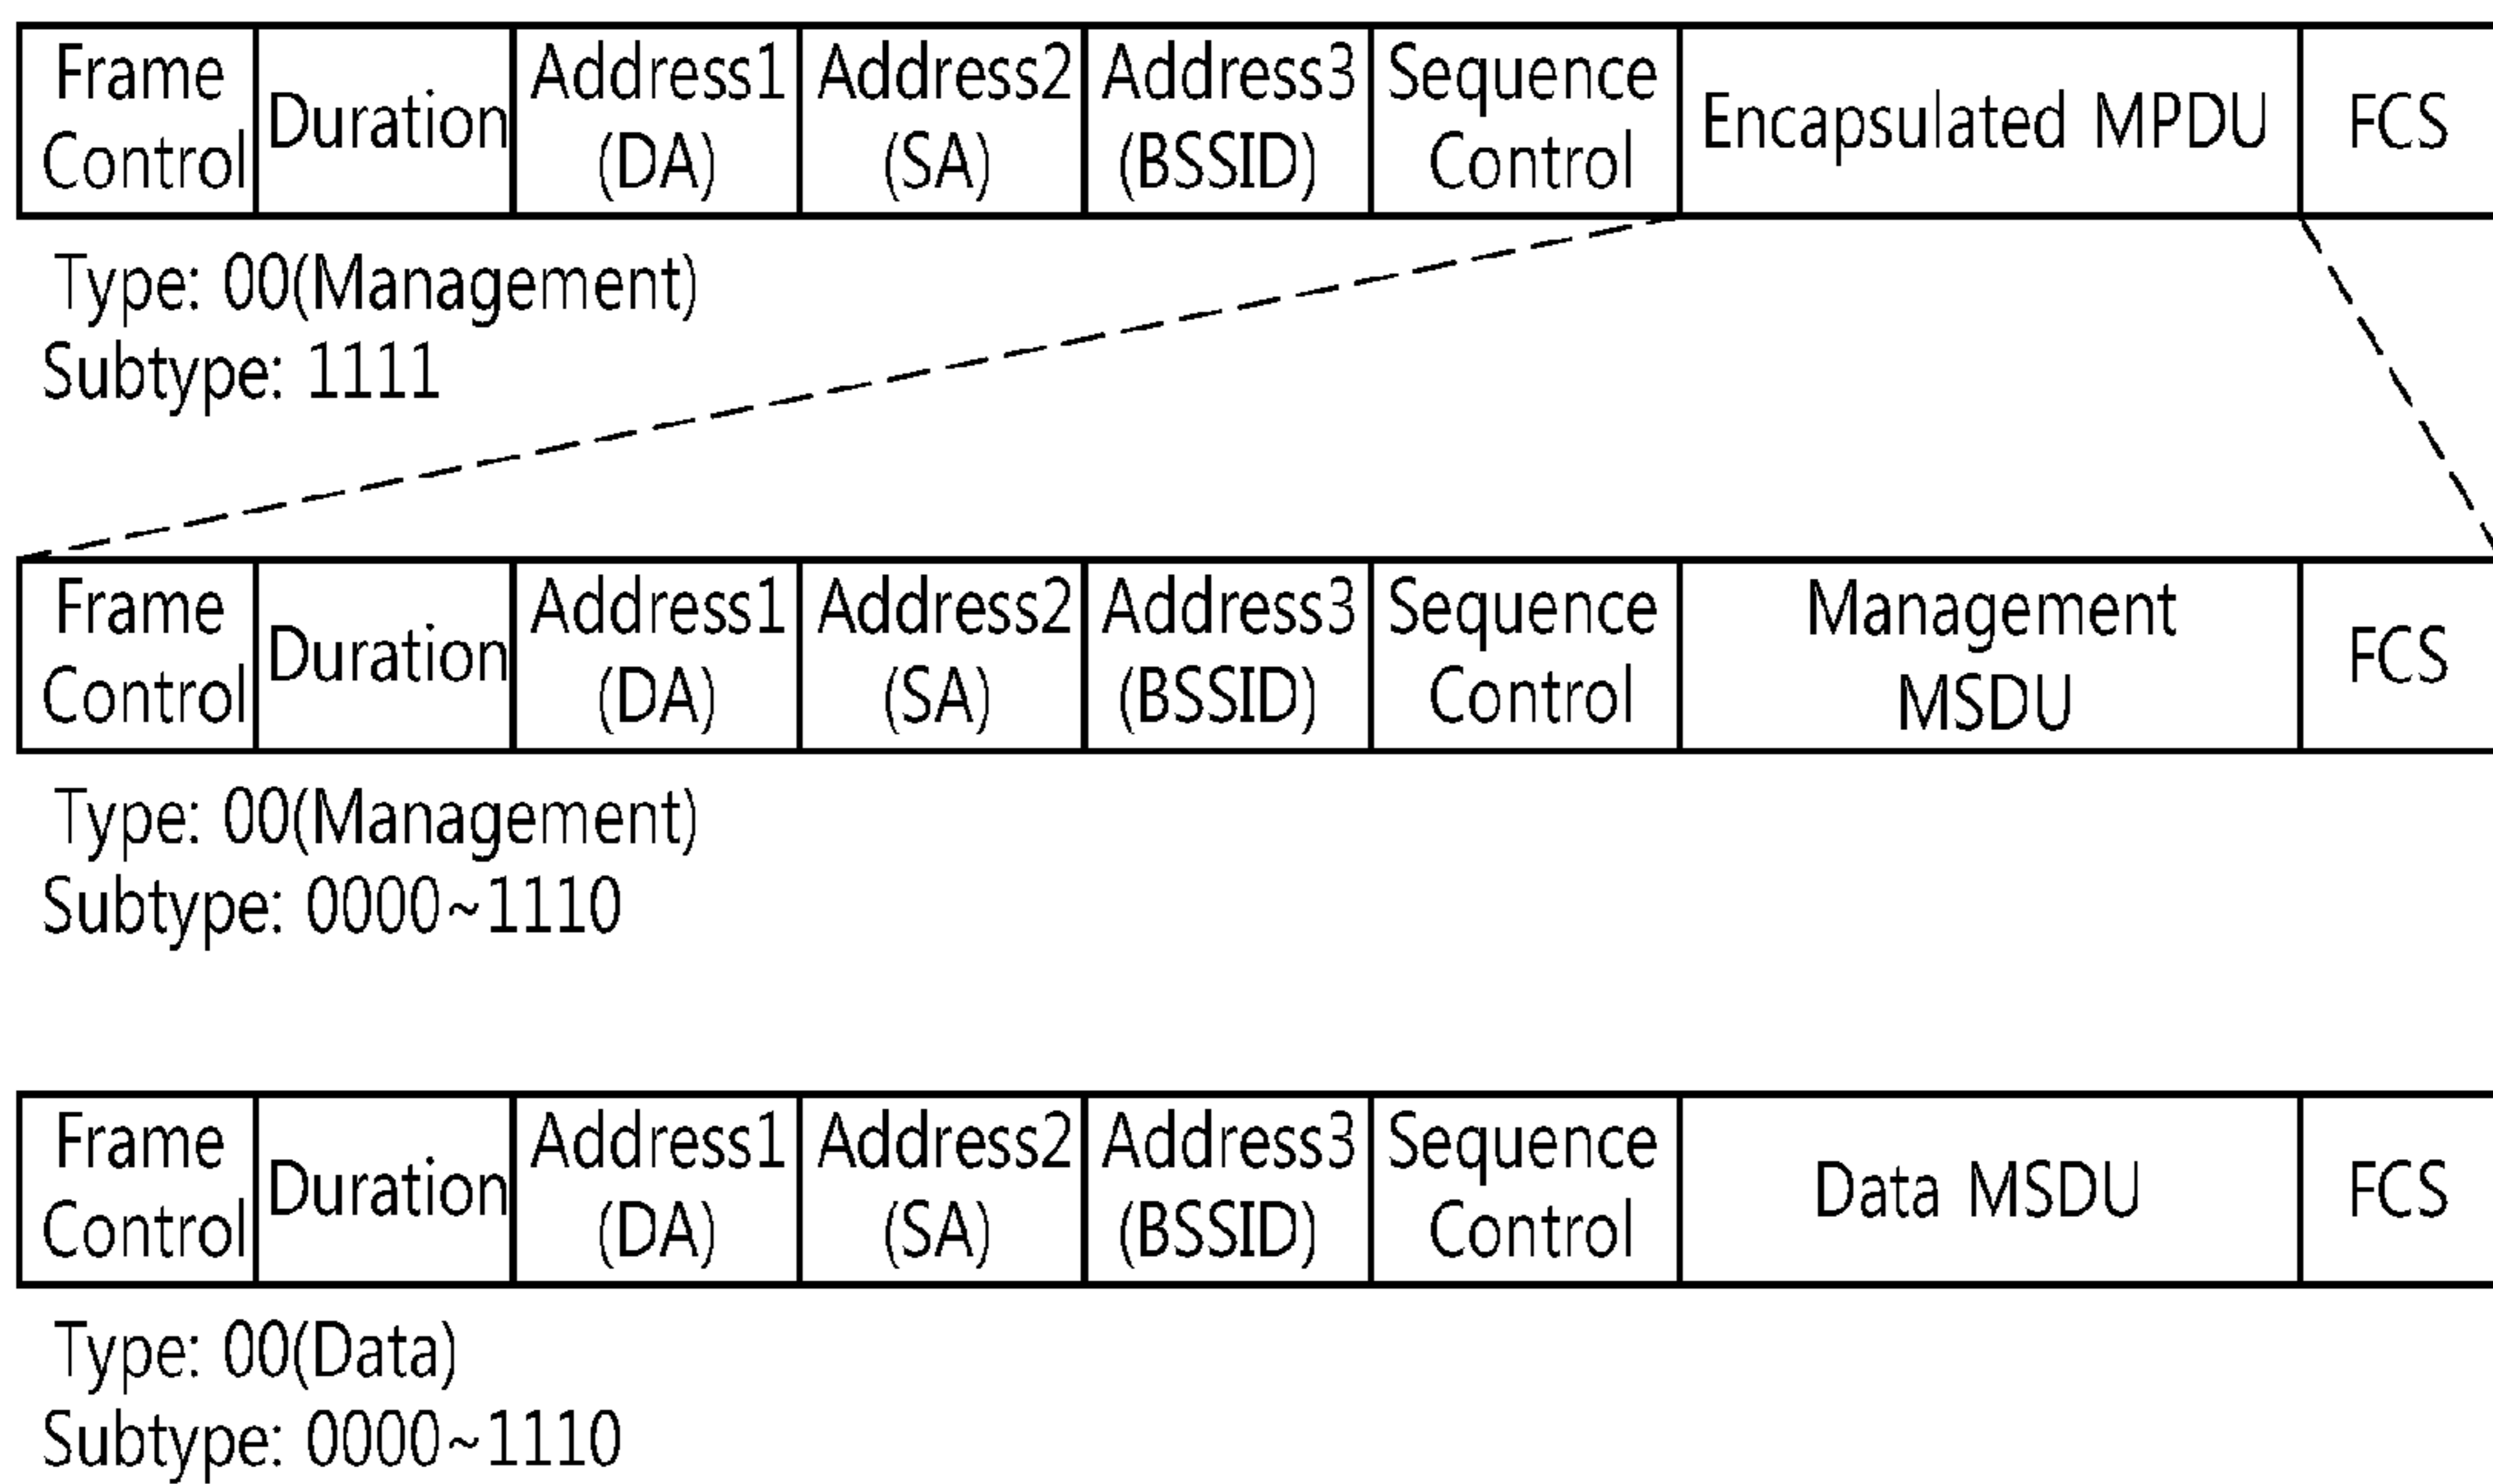 Frame Control Duration Address1 (DA) Address2 (SA) Address3 (BSSID) Sequence Control Encapsulated MPDU FCS
Type: 00(Management)
Subtype: 1111
Frame Control Duration Address1 (DA) Address2 (SA) Address3 (BSSID) Sequence Control Management MSDU FCS
Type: 00(Management)
Subtype: 0000~1110
Frame Control Duration Address1 (DA) Address2 (SA) Address3 (BSSID) Sequence Control Data MSDU FCS
Type: 00(Data)
Subtype: 0000~1110